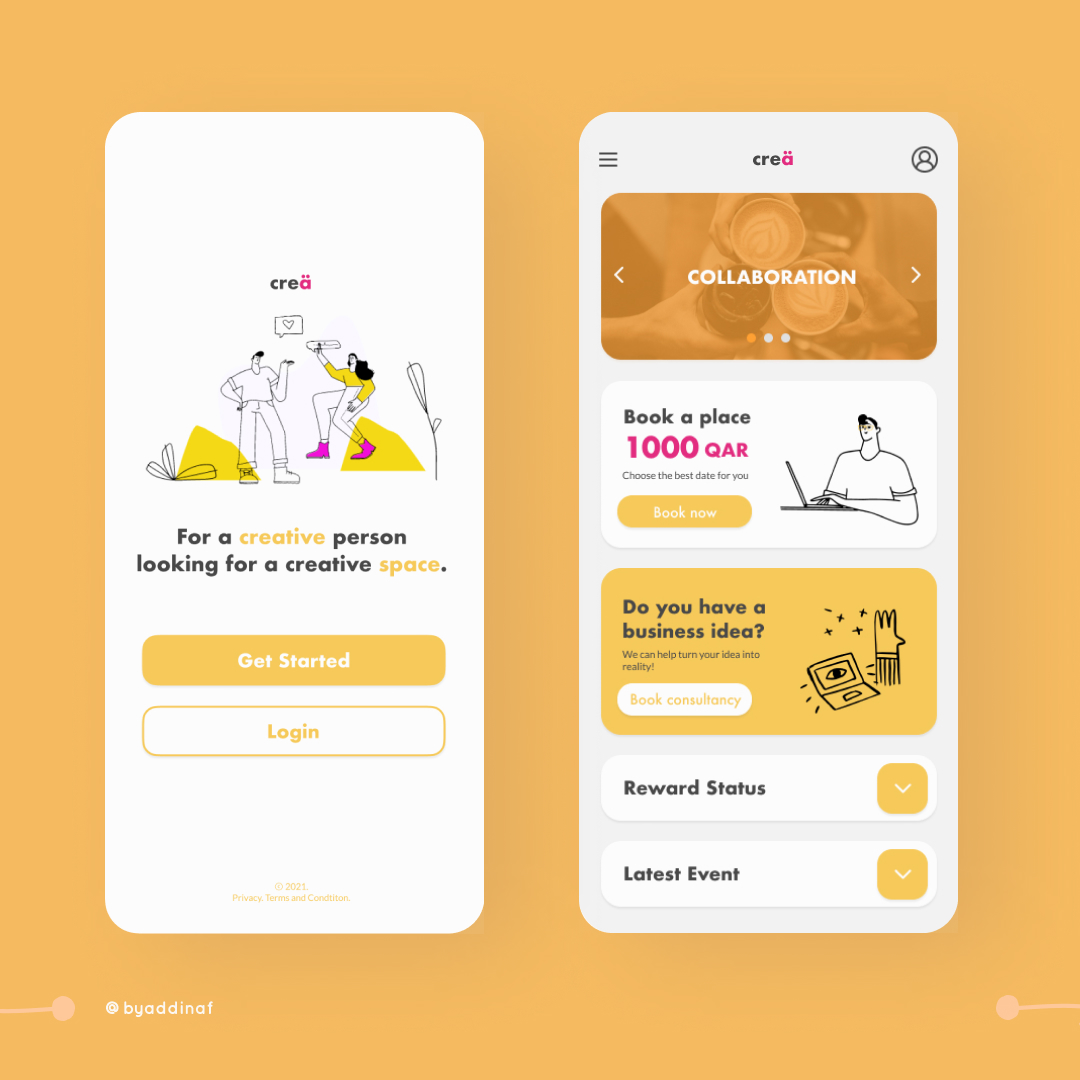 creä
For a creative person
looking for a creative space.
Get Started
Login
© 2021.
Privacy, Terms and Condtiton.
creä
COLLABORATION
Book a place
1000 QAR
Choose the best date for you
Book now
Do you have a
business idea?
We can help turn your idea into
reality!
Book consultancy
Reward Status
Latest Event
@byaddinaf